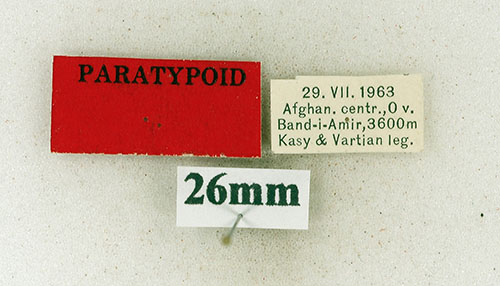 PARATYPOID
29. VII. 1963
Afghan. centr., O v.
Band-i-Amir, 3600m
Kasy & Vartian leg.
26mm